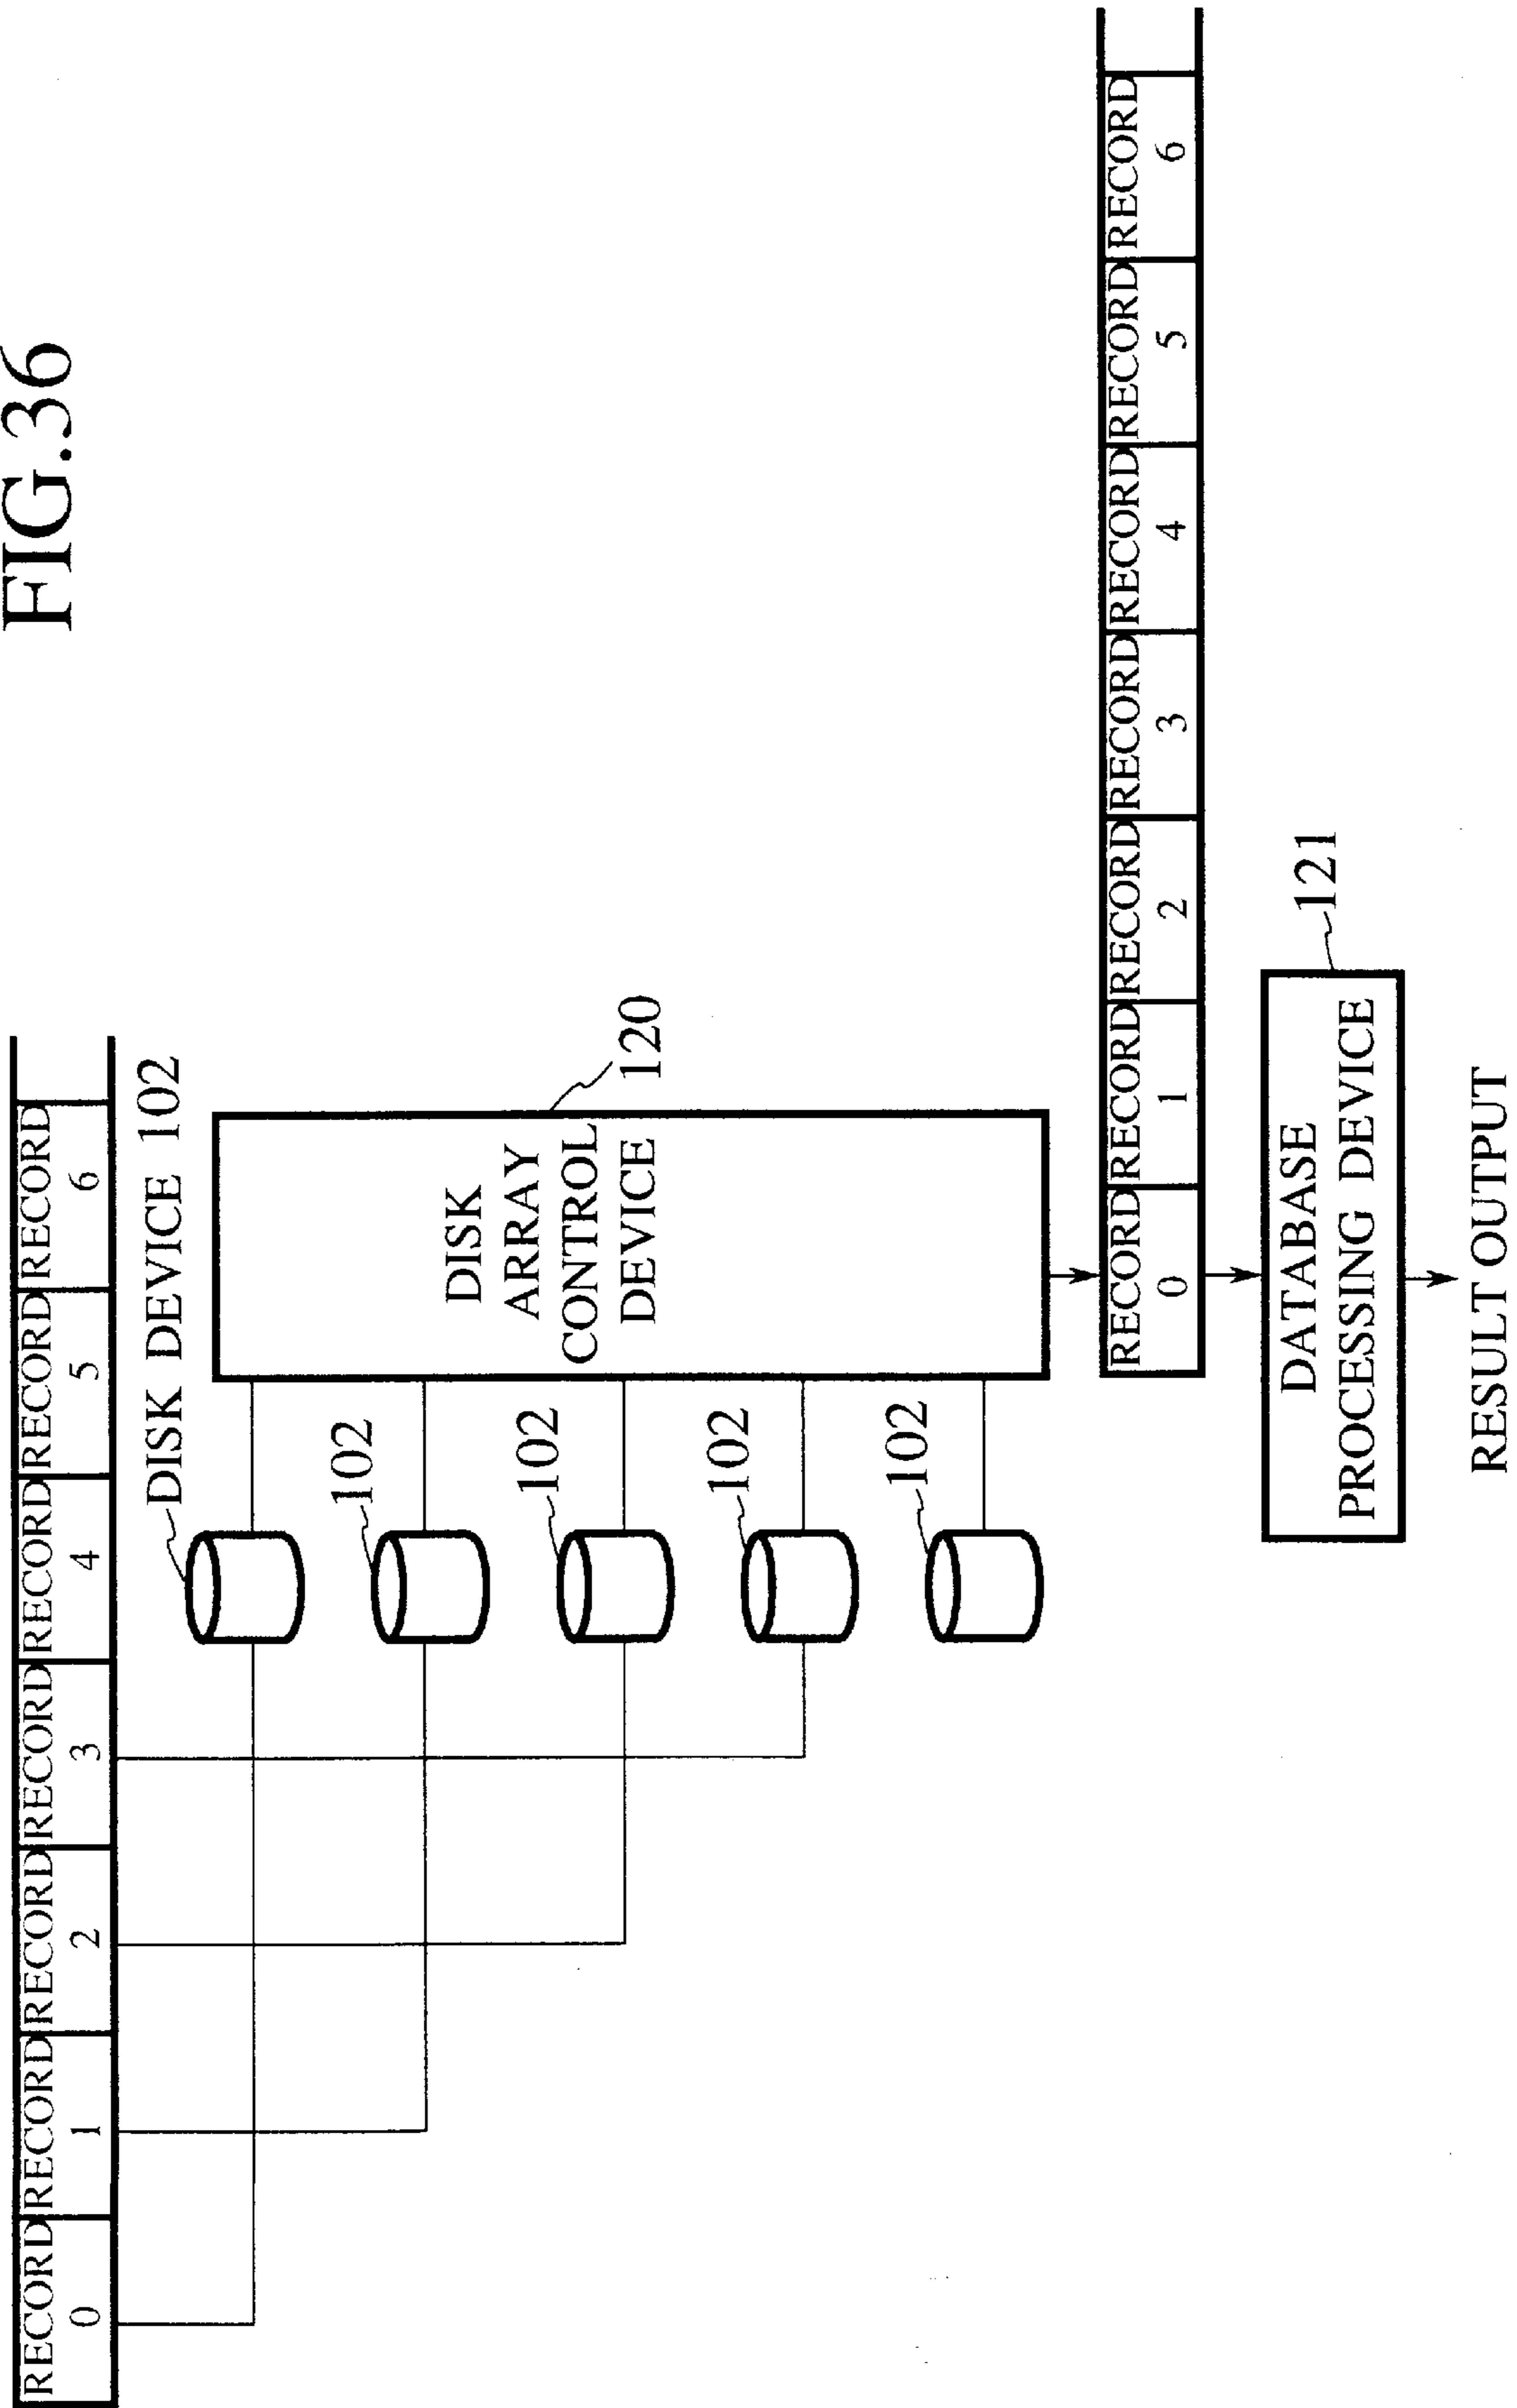 FIG.36
RECORD RECORD RECORD RECORD RECORD RECORD RECORD
0 1 2 3 4 5 6
DISK DEVICE 102
102
102
102
102
DISK
ARRAY
CONTROL
DEVICE
120
RECORD RECORD RECORD RECORD RECORD RECORD RECORD
0 1 2 3 4 5 6
DATABASE
PROCESSING DEVICE
121
RESULT OUTPUT